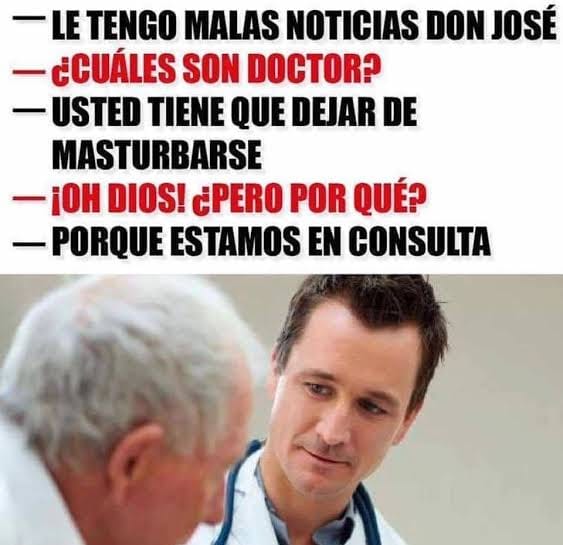 — LE TENGO MALAS NOTICIAS DON JOSÉ
— ¿CUÁLES SON DOCTOR?
— USTED TIENE QUE DEJAR DE
MASTURBARSE
— ¡OH DIOS! ¿PERO POR QUÉ?
— PORQUE ESTAMOS EN CONSULTA